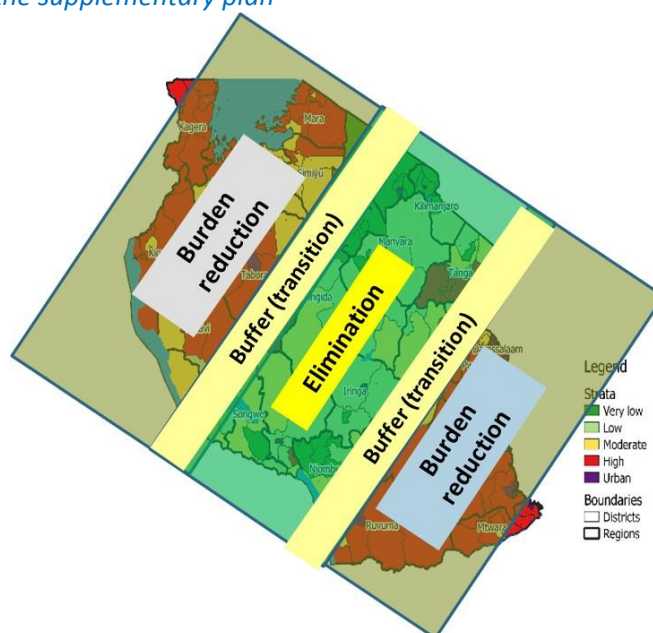 the supplementary plan
Kagera
Mara
Simiyu
Burden
reduction
Tabora
Buffer (transition)
Kilimanjaro
Manyara
Tanga
Elimination
Iringa
Songwe
Njombe
Buffer (transition)
Burden
reduction
Ruvuma
Mtwara
Legend
Strata
Very low
Low
Moderate
High
Urban
Boundaries
Districts
Regions